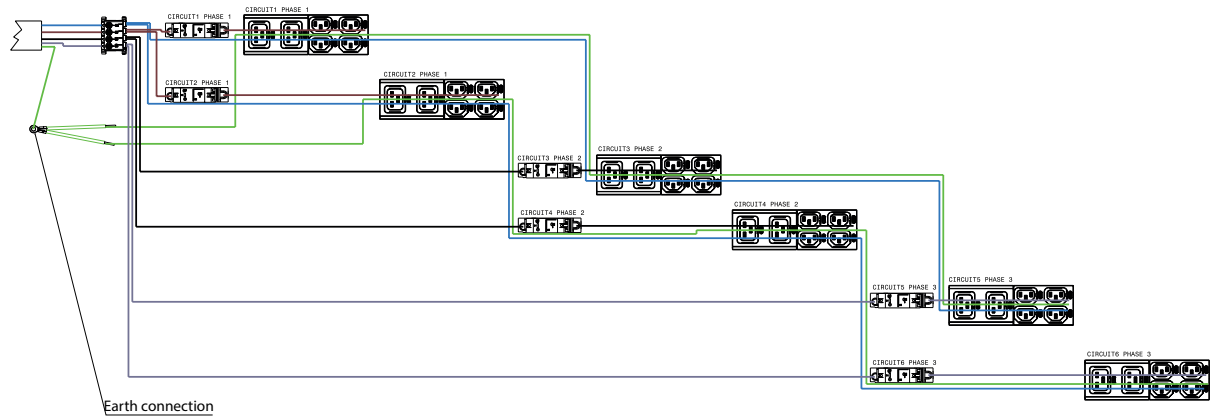 CIRCUIT1 PHASE 1
CIRCUIT1 PHASE 1
CIRCUIT2 PHASE 1
CIRCUIT2 PHASE 1
CIRCUIT3 PHASE 2
CIRCUIT3 PHASE 2
CIRCUIT4 PHASE 2
CIRCUIT4 PHASE 2
CIRCUIT5 PHASE 3
CIRCUIT5 PHASE 3
CIRCUIT6 PHASE 3
CIRCUIT6 PHASE 3
Earth connection